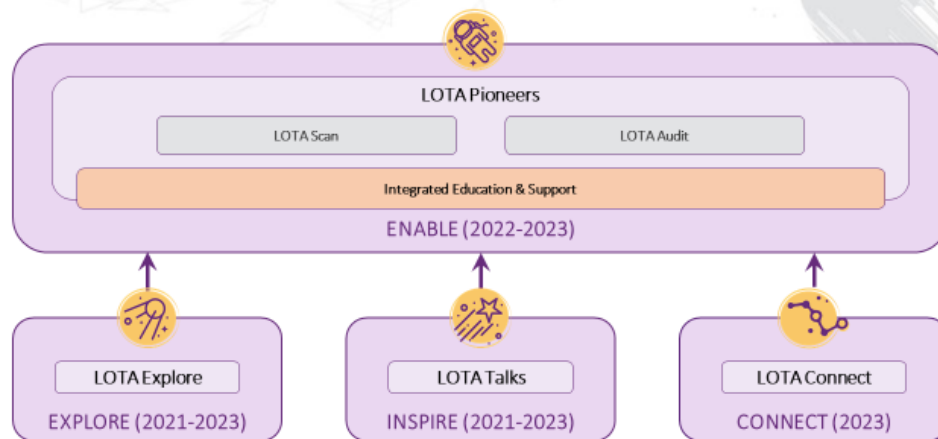 LOTA Pioneers
LOTA Scan
LOTA Audit
Integrated Education & Support
ENABLE (2022-2023)
LOTA Explore
LOTA Talks
LOTA Connect
EXPLORE (2021-2023)
INSPIRE (2021-2023)
CONNECT (2023)